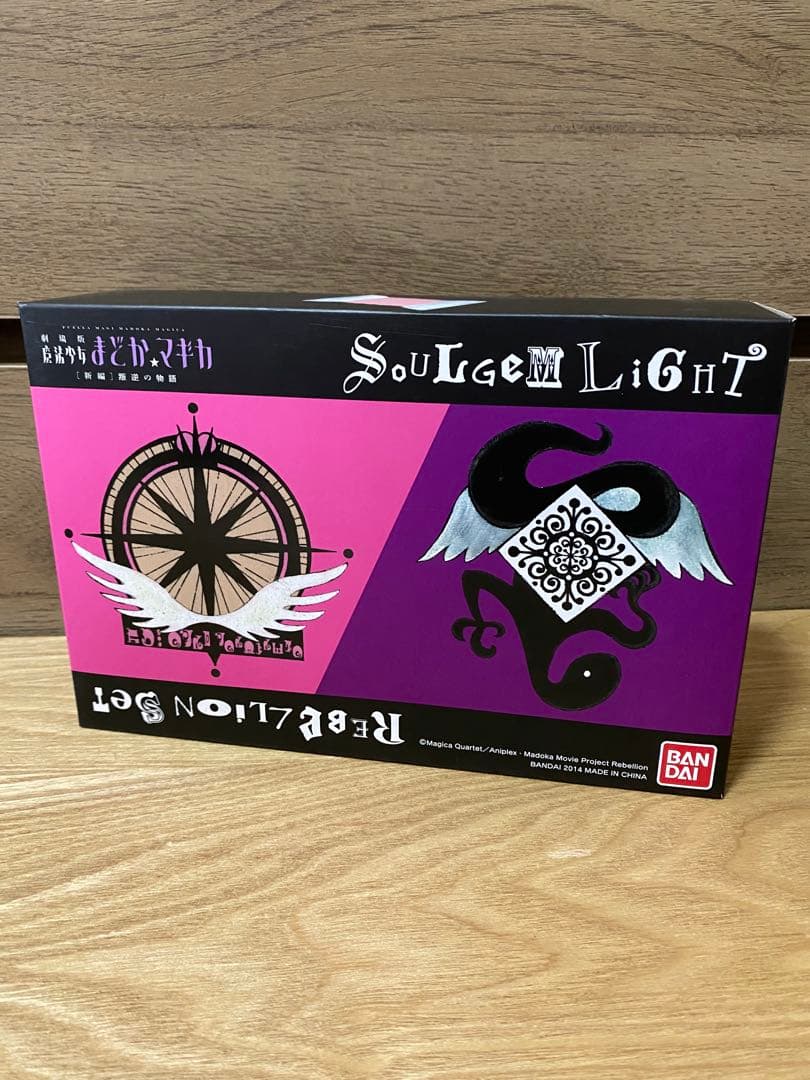 PUELLA MAGI MADOKA MAGICA
劇場版
魔法少女まどか★マギカ
[新編]叛逆の物語
SOULGEM LiGHT
REBELLiON SET
©Magica Quartet／Aniplex・Madoka Movie Project Rebellion
BANDAI 2014 MADE IN CHINA
BAN
DAI